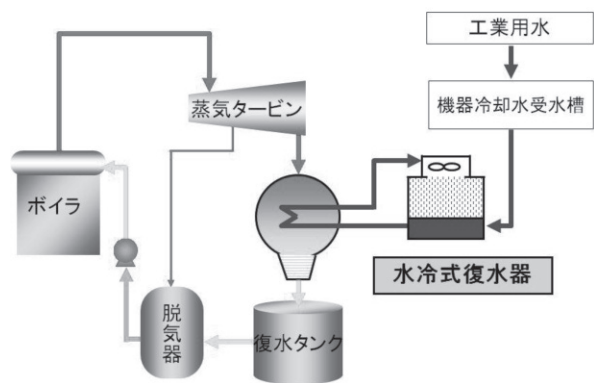 工業用水
機器冷却水受水槽
蒸気タービン
ボイラ
水冷式復水器
脱気器
復水タンク